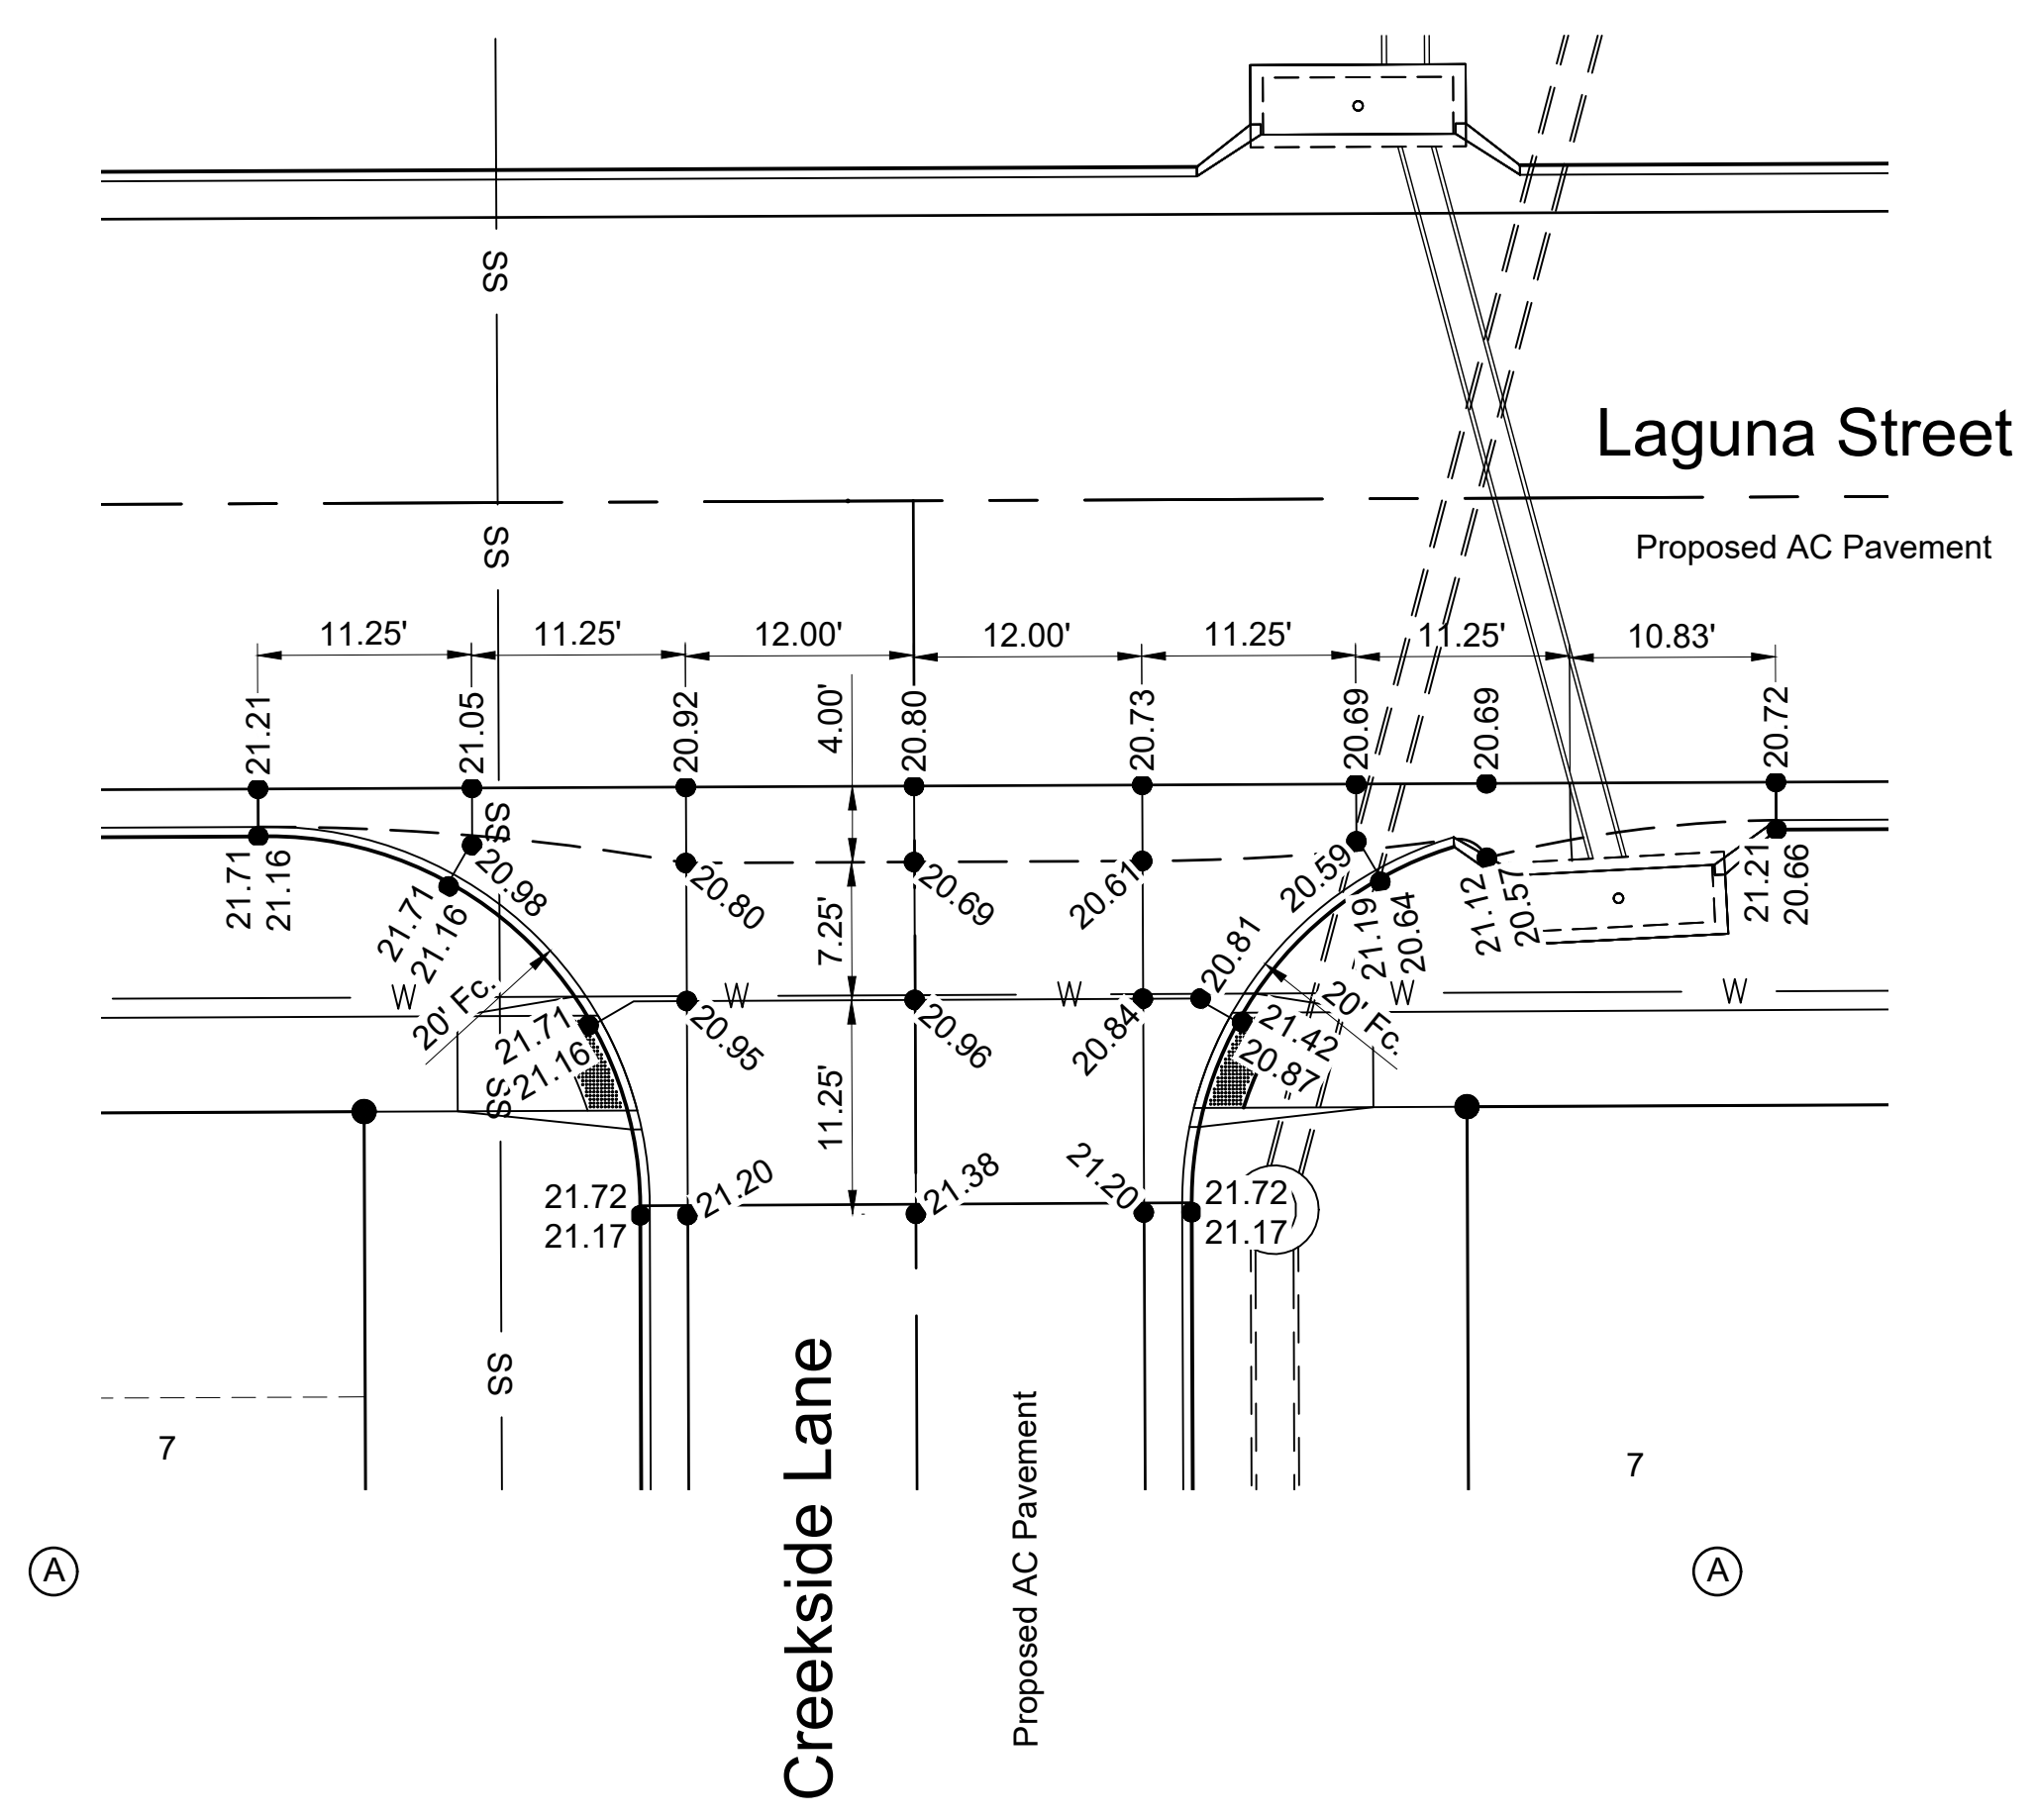 SS
Laguna Street
SS
Proposed AC Pavement
11.25'
11.25'
12.00'
12.00'
11.25'
11.25'
10.83'
21.21
21.05
20.92
4.00'
20.80
20.73
20.69
20.69
20.72
SS
21.71
21.16
20.98
20.80
20.69
20.61
20.59
21.12
20.57
21.21
20.66
21.71
21.16
7.25'
20.81
21.19
20.64
W
W
W
W
W
20' Fc.
21.71
21.16
20.95
20.96
20.84
21.42
20.87
20' Fc.
SS
11.25'
21.72
21.17
21.20
21.38
21.20
21.72
21.17
SS
Creekside Lane
Proposed AC Pavement
7
7
A
A